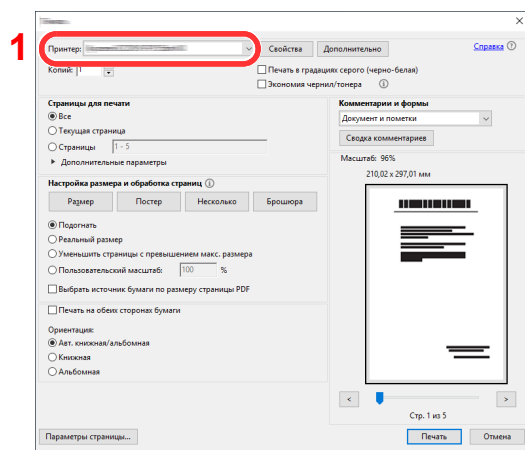 1
Принтер:
Свойства
Дополнительно
Справка
Копий: 1
Печать в градациях серого (черно-белая)
Экономия чернил/тонера
Страницы для печати
Все
Текущая страница
Страницы
1 - 5
Дополнительные параметры
Настройка размера и обработка страниц
Размер
Постер
Несколько
Брошюра
Подогнать
Реальный размер
Уменьшить страницы с превышением макс. размера
Пользовательский масштаб:
100
%
Выбрать источник бумаги по размеру страницы PDF
Печать на обеих сторонах бумаги
Ориентация:
Авт. книжная/альбомная
Книжная
Альбомная
Комментарии и формы
Документ и пометки
Сводка комментариев
Масштаб: 96%
210,02 x 297,01 мм
<
>
Стр. 1 из 5
Параметры страницы...
Печать
Отмена